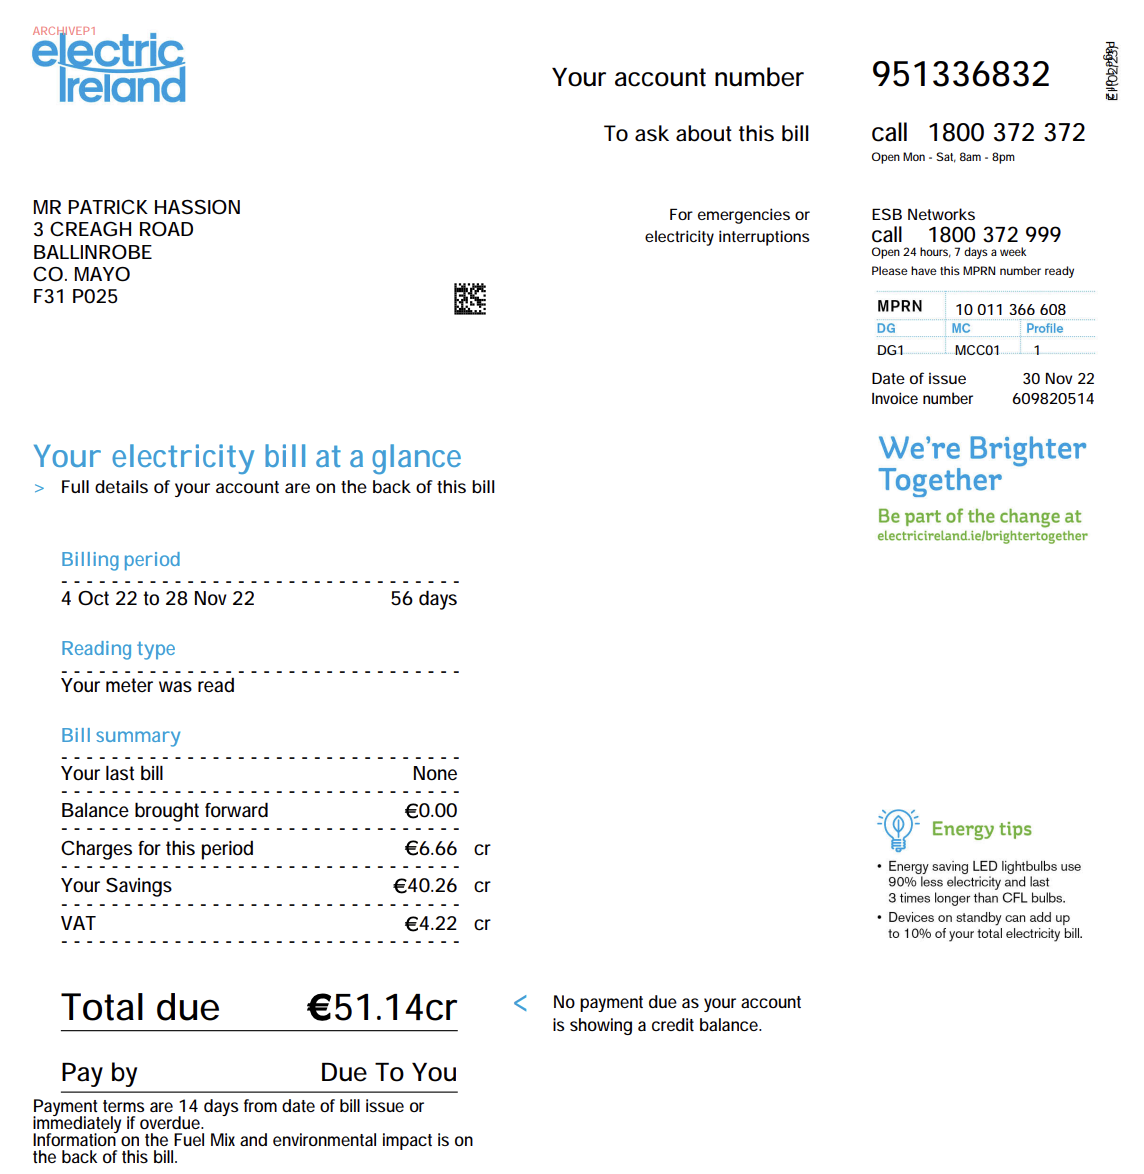 ARCHIVEP1
electric
Ireland
Your account number 951336832
To ask about this bill call 1800 372 372
Open Mon - Sat, 8am - 8pm
MR PATRICK HASSION
3 CREAGH ROAD
BALLINROBE
CO. MAYO
F31 P025
For emergencies or
electricity interruptions
ESB Networks
call 1800 372 999
Open 24 hours, 7 days a week
Please have this MPRN number ready
MPRN 10 011 366 608
DG MC Profile
DG1 MCC01 1
Date of issue 30 Nov 22
Invoice number 609820514
Your electricity bill at a glance
> Full details of your account are on the back of this bill
We're Brighter
Together
Be part of the change at
electricireland.ie/brightertogether
Billing period
4 Oct 22 to 28 Nov 22 56 days
Reading type
Your meter was read
Bill summary
Your last bill None
Balance brought forward €0.00
Charges for this period €6.66 cr
Your Savings €40.26 cr
VAT €4.22 cr
Energy tips
• Energy saving LED lightbulbs use
90% less electricity and last
3 times longer than CFL bulbs.
• Devices on standby can add up
to 10% of your total electricity bill.
Total due €51.14cr
< No payment due as your account
is showing a credit balance.
Pay by Due To You
Payment terms are 14 days from date of bill issue or
immediately if overdue.
Information on the Fuel Mix and environmental impact is on
the back of this bill.